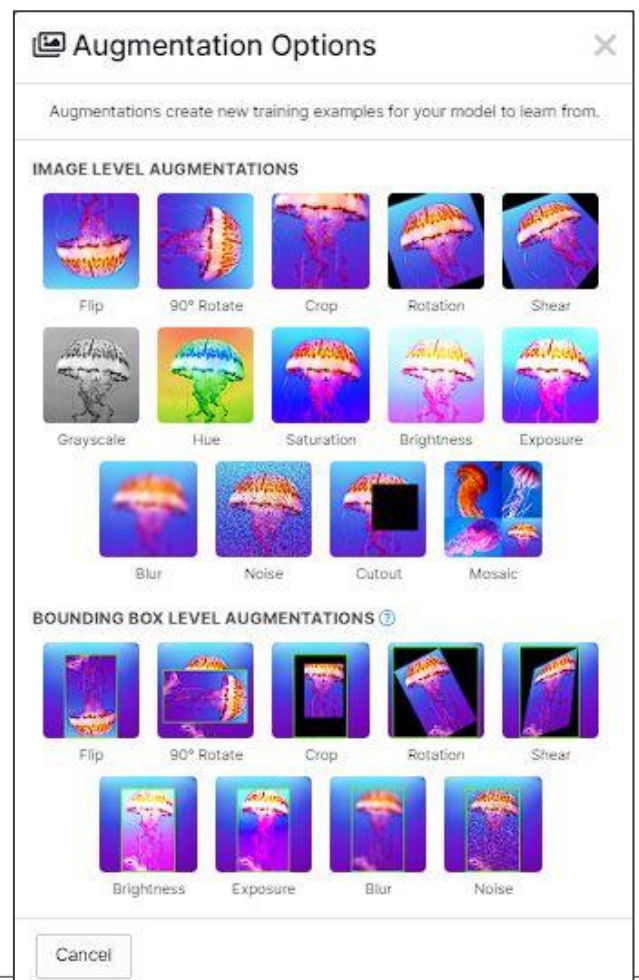 Augmentation Options
Augmentations create new training examples for your model to learn from.
IMAGE LEVEL AUGMENTATIONS
Flip 90° Rotate Crop Rotation Shear
Grayscale Hue Saturation Brightness Exposure
Blur Noise Cutout Mosaic
BOUNDING BOX LEVEL AUGMENTATIONS ?
Flip 90° Rotate Crop Rotation Shear
Brightness Exposure Blur Noise
Cancel